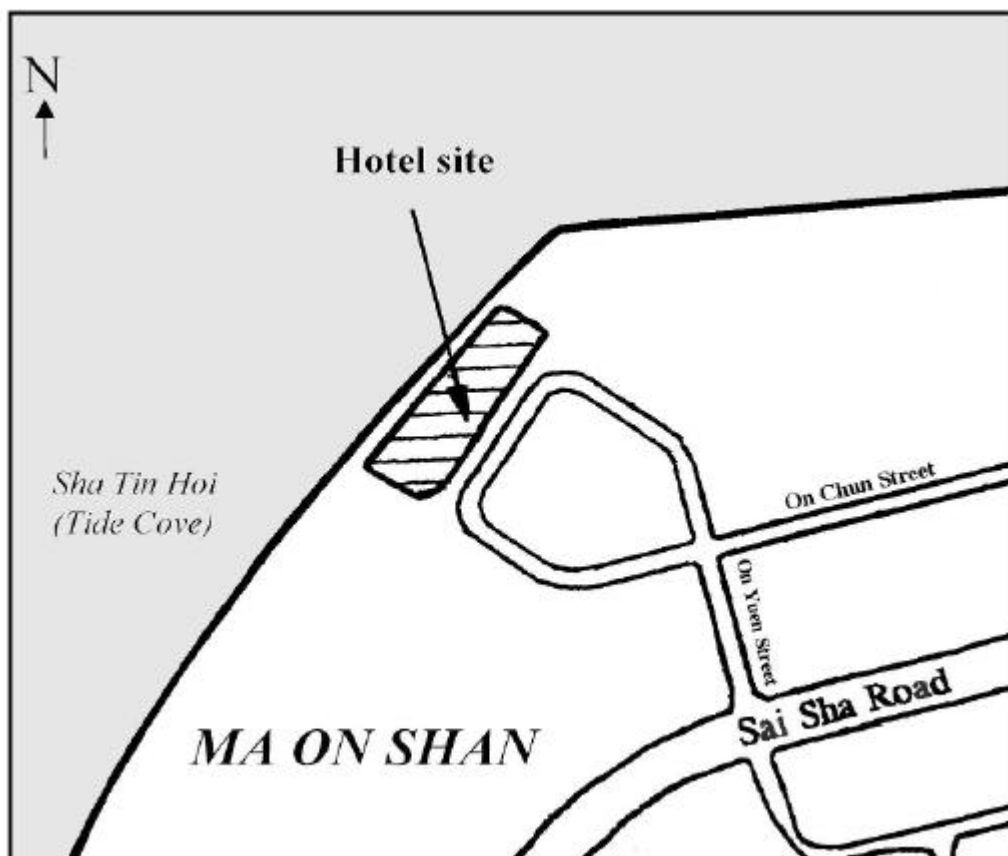 N
Hotel site
Sha Tin Hoi
(Tide Cove)
On Chun Street
On Yuen Street
Sai Sha Road
MA ON SHAN